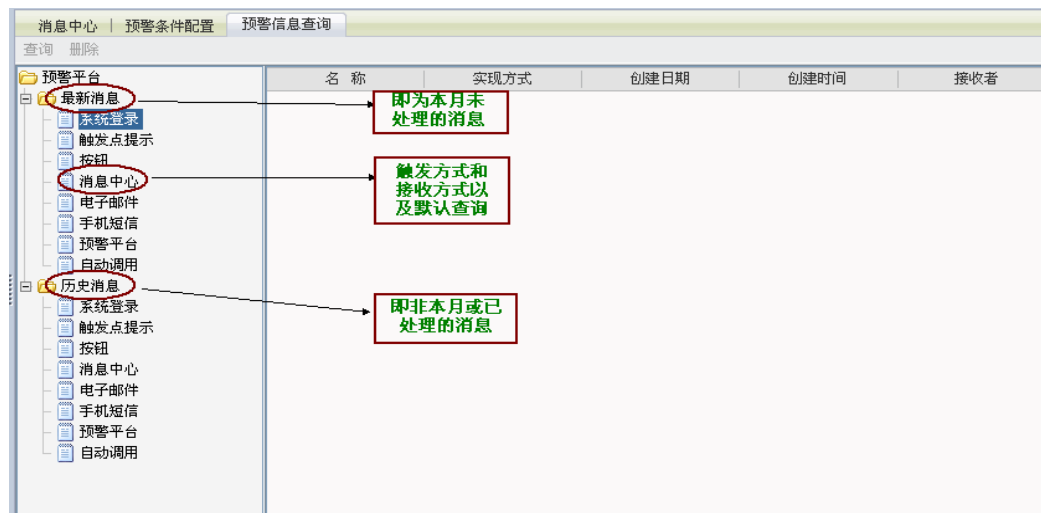 消息中心 | 预警条件配置 预警信息查询
查询 删除
预警平台
名 称 实现方式 创建日期 创建时间 接收者
最新消息
即为本月未
处理的消息
系统登录
触发点提示
按钮
消息中心
触发方式和
接收方式以
及默认查询
电子邮件
手机短信
预警平台
自动调用
历史消息
即非本月或已
处理的消息
系统登录
触发点提示
按钮
消息中心
电子邮件
手机短信
预警平台
自动调用